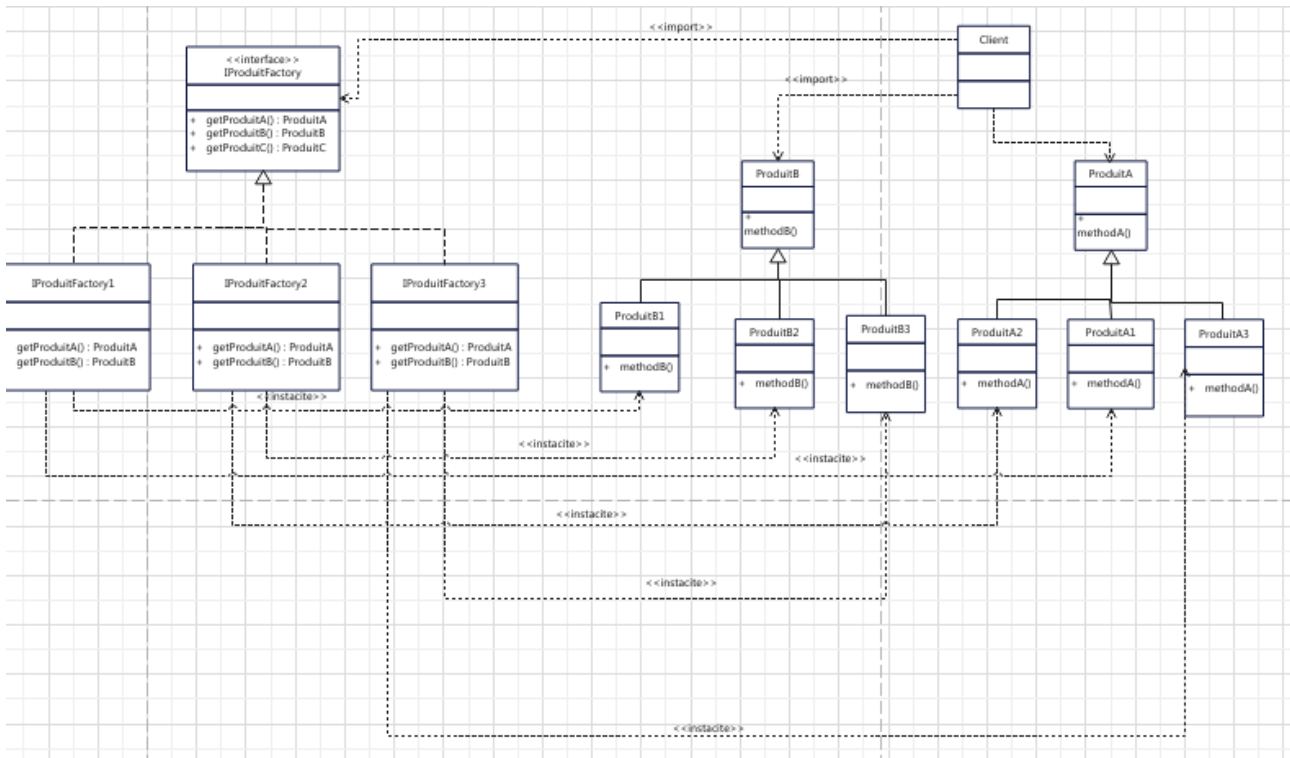 <<import>>
Client
<<interface>>
IProduitFactory
<<import>>
+ getProduitA() : ProduitA
+ getProduitB() : ProduitB
+ getProduitC() : ProduitC
ProduitB
+
methodB()
ProduitA
+
methodA()
IProduitFactory1
getProduitA() : ProduitA
getProduitB() : ProduitB
IProduitFactory2
+ getProduitA() : ProduitA
+ getProduitB() : ProduitB
IProduitFactory3
+ getProduitA() : ProduitA
+ getProduitB() : ProduitB
ProduitB1
+ methodB()
ProduitB2
+ methodB()
ProduitB3
+ methodB()
ProduitA2
+ methodA()
ProduitA1
+ methodA()
ProduitA3
+ methodA()
<<instacite>>
<<instacite>>
<<instacite>>
<<instacite>>
<<instacite>>
<<instacite>>